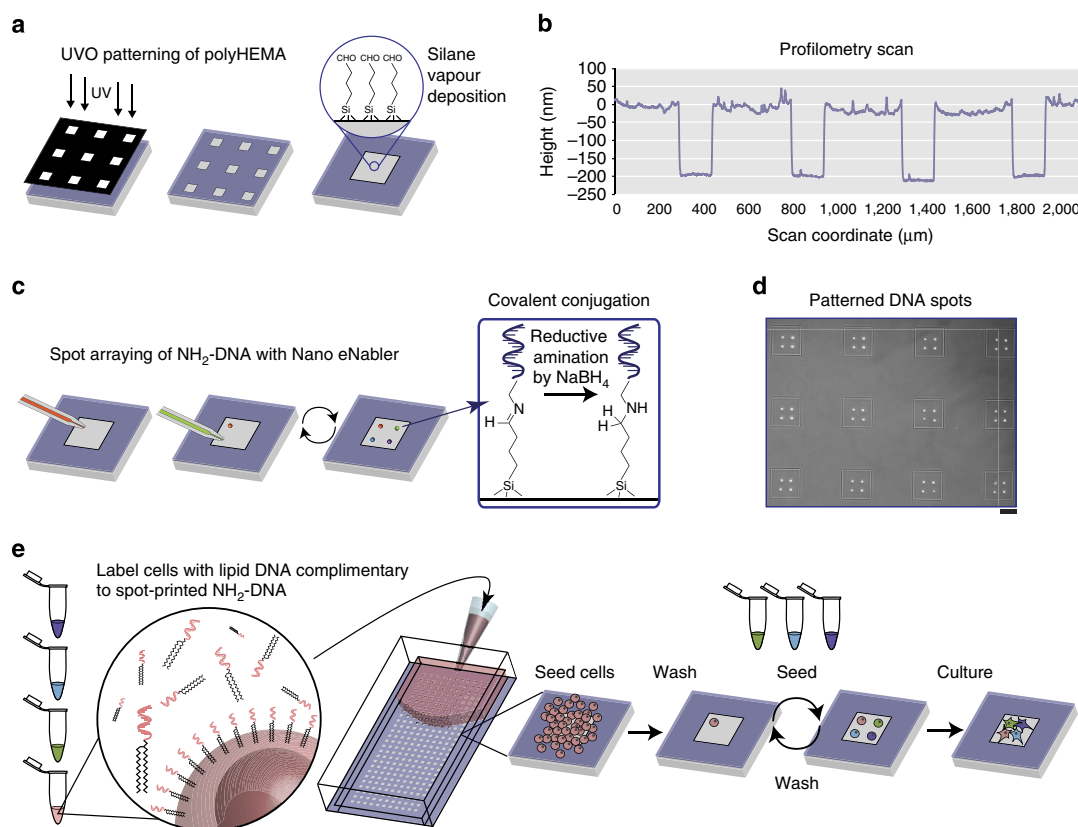 a
UVO patterning of polyHEMA
UV
CHO CHO CHO
Si Si Si
Silane
vapour
deposition
b
Profilometry scan
Height (nm)
100
50
0
−50
−100
−150
−200
−250
0 200 400 600 800 1,000 1,200 1,400 1,600 1,800 2,000
Scan coordinate (μm)
c
Spot arraying of NH2-DNA with Nano eNabler
Covalent conjugation
Reductive
amination
by NaBH4
N
H
Si
NH
H
H
Si
d
Patterned DNA spots
e
Label cells with lipid DNA complimentary
to spot-printed NH2-DNA
Seed cells
Wash
Seed
Wash
Culture